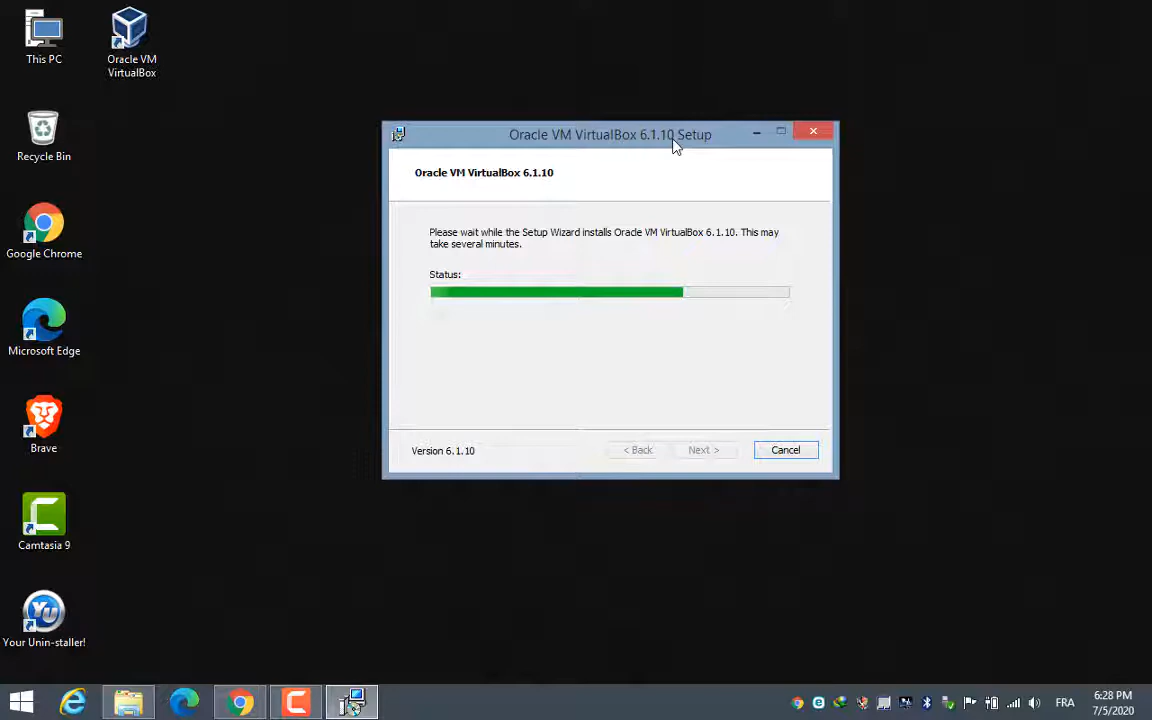 This PC
Oracle VM
VirtualBox
Recycle Bin
Google Chrome
Microsoft Edge
Brave
Camtasia 9
Your Unin-staller!
Oracle VM VirtualBox 6.1.10 Setup
Oracle VM VirtualBox 6.1.10
Please wait while the Setup Wizard installs Oracle VM VirtualBox 6.1.10. This may
take several minutes.
Status:
Version 6.1.10
< Back
Next >
Cancel
FRA
6:28 PM
7/5/2020